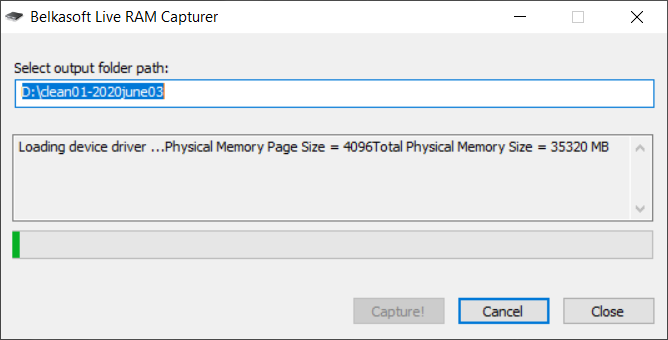 Belkasoft Live RAM Capturer
Select output folder path:
D:\clean01-2020june03
Loading device driver ...Physical Memory Page Size = 4096Total Physical Memory Size = 35320 MB
Capture!
Cancel
Close